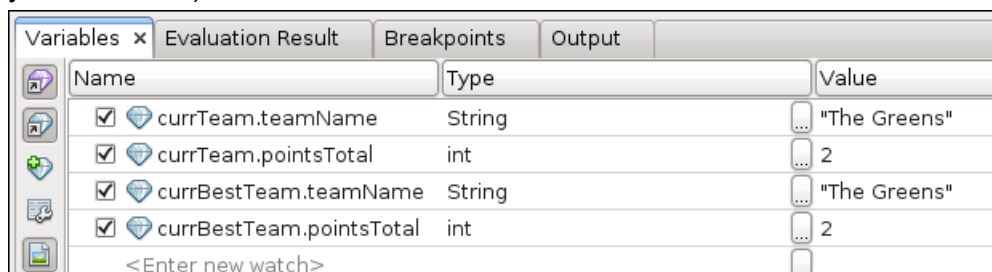 Variables × Evaluation Result Breakpoints Output
Name Type Value
currTeam.teamName String ... "The Greens"
currTeam.pointsTotal int ... 2
currBestTeam.teamName String ... "The Greens"
currBestTeam.pointsTotal int ... 2
<Enter new watch>